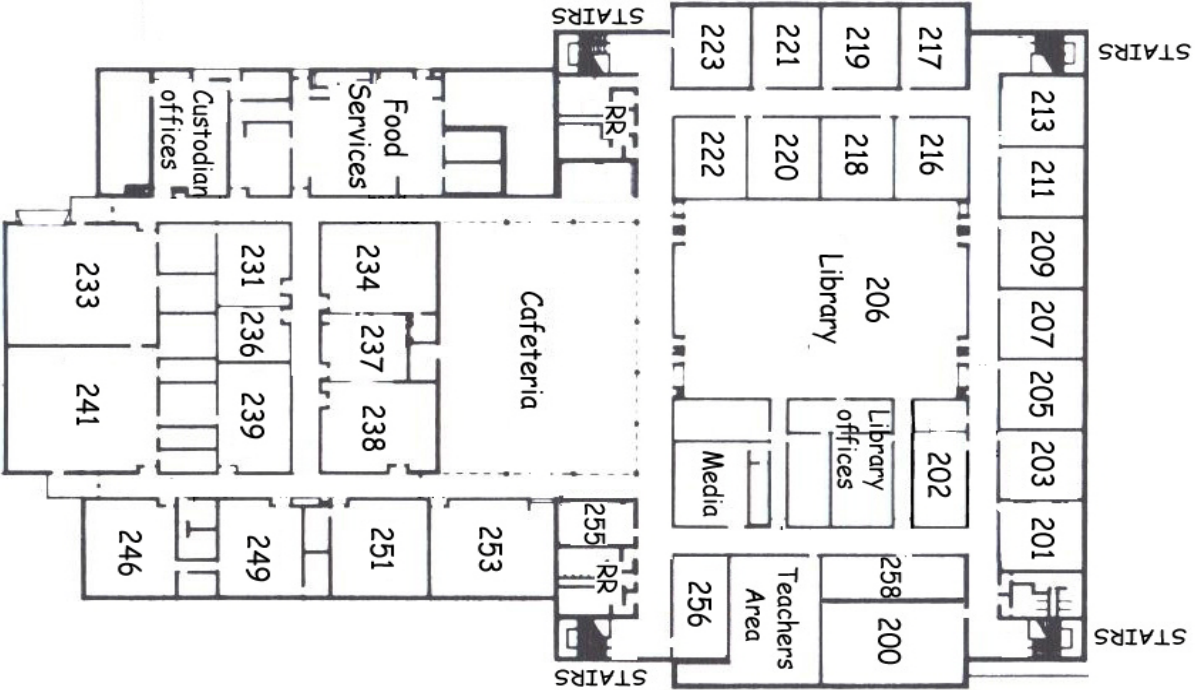 STAIRS
STAIRS
223
221
219
217
213
Custodian
offices
Food
Services
RR
222
220
218
216
211
233
231
234
209
206
Library
Cafeteria
236
237
207
241
239
238
205
Library
offices
Media
202
203
246
249
251
253
255
RR
201
256
Teachers
Area
258
200
STAIRS
STAIRS